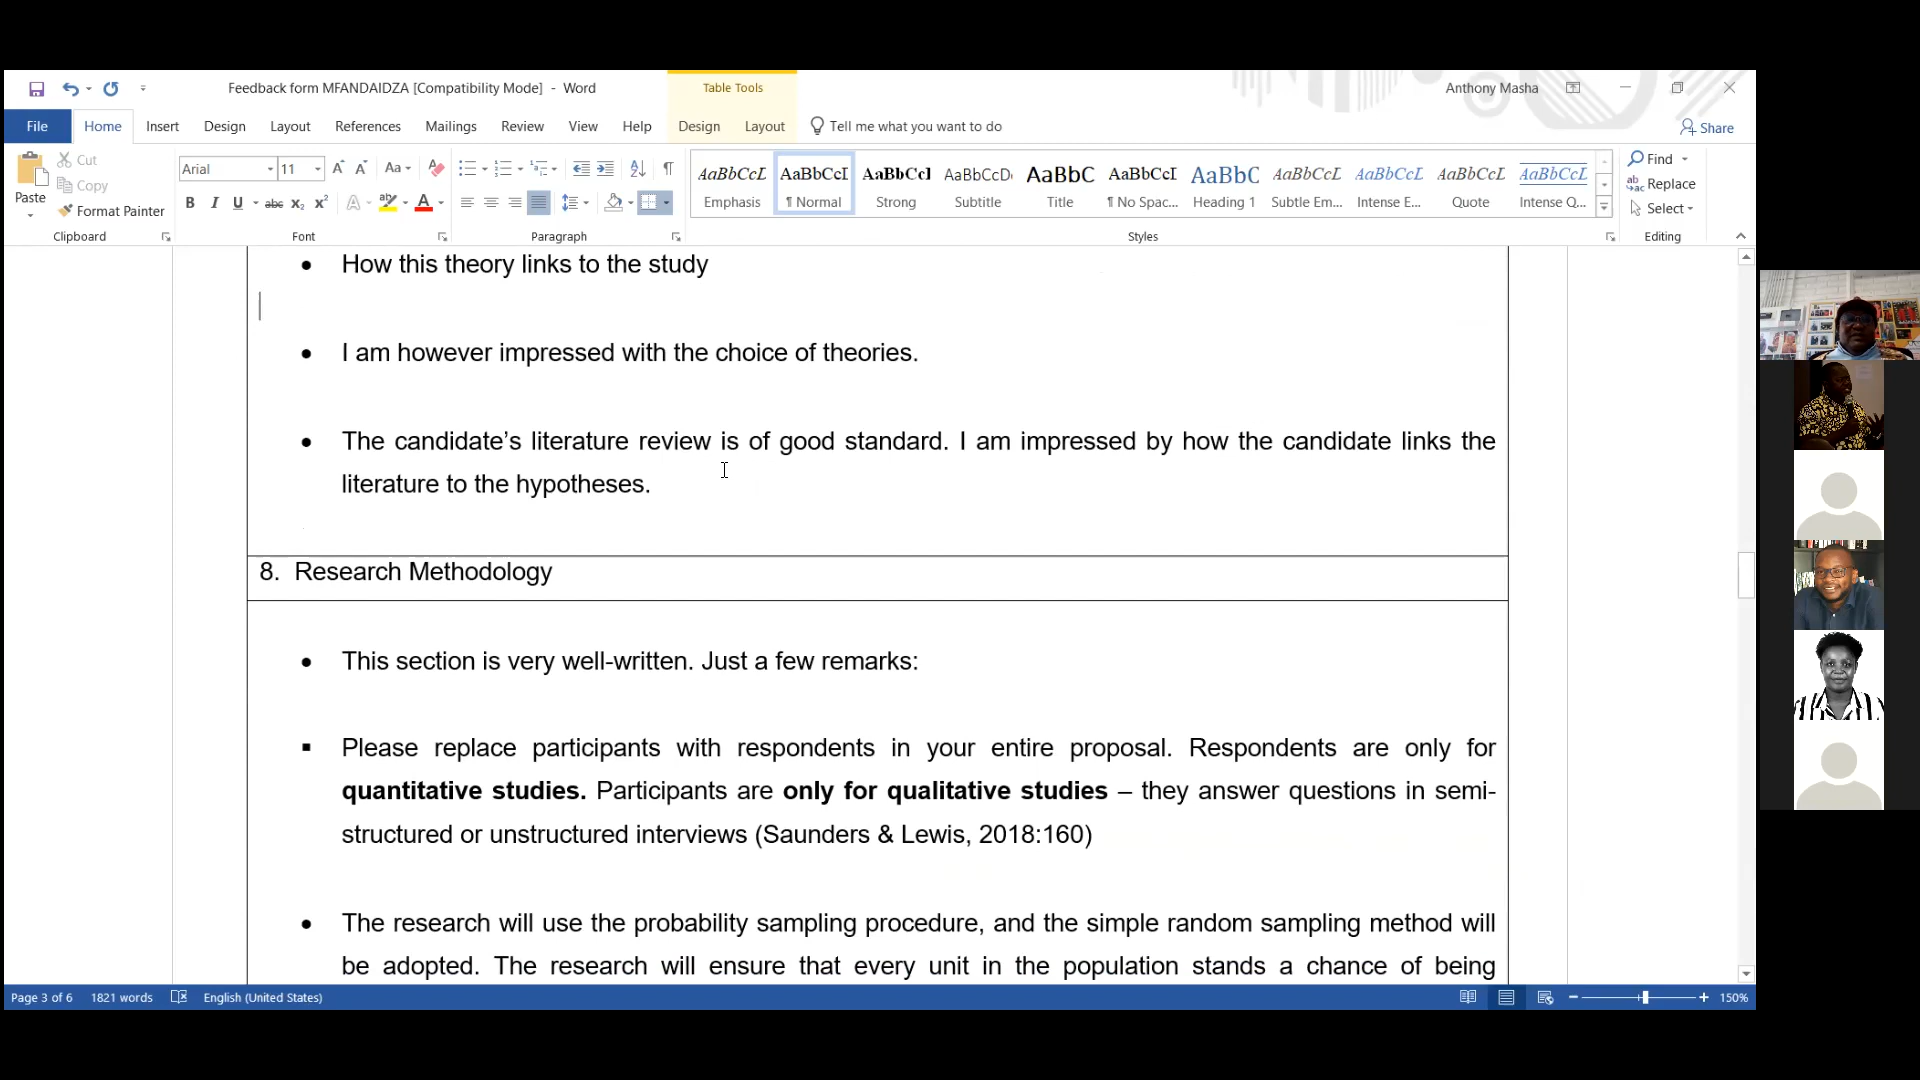 Feedback form MFANDAIDZA [Compatibility Mode] - Word
Table Tools
Anthony Masha
File Home Insert Design Layout References Mailings Review View Help Design Layout Tell me what you want to do Share
Paste
Cut
Copy
Format Painter
Clipboard
Arial 11
Aa
B I U abc X₂ X²
Font
Paragraph
AaBbCcL AaBbCcI AaBbCcI AaBbCcD AaBbC AaBbCcI AaBbC AaBbCcL AaBbCcL AaBbCcL AaBbCcL
Emphasis ¶ Normal Strong Subtitle Title ¶ No Spac... Heading 1 Subtle Em... Intense E... Quote Intense Q...
Styles
Find
Replace
Select
Editing
• How this theory links to the study
• I am however impressed with the choice of theories.
• The candidate’s literature review is of good standard. I am impressed by how the candidate links the
literature to the hypotheses.
8. Research Methodology
• This section is very well-written. Just a few remarks:
▪ Please replace participants with respondents in your entire proposal. Respondents are only for
quantitative studies. Participants are only for qualitative studies – they answer questions in semi-
structured or unstructured interviews (Saunders & Lewis, 2018:160)
• The research will use the probability sampling procedure, and the simple random sampling method will
be adopted. The research will ensure that every unit in the population stands a chance of being
Page 3 of 6 1821 words English (United States) 150%